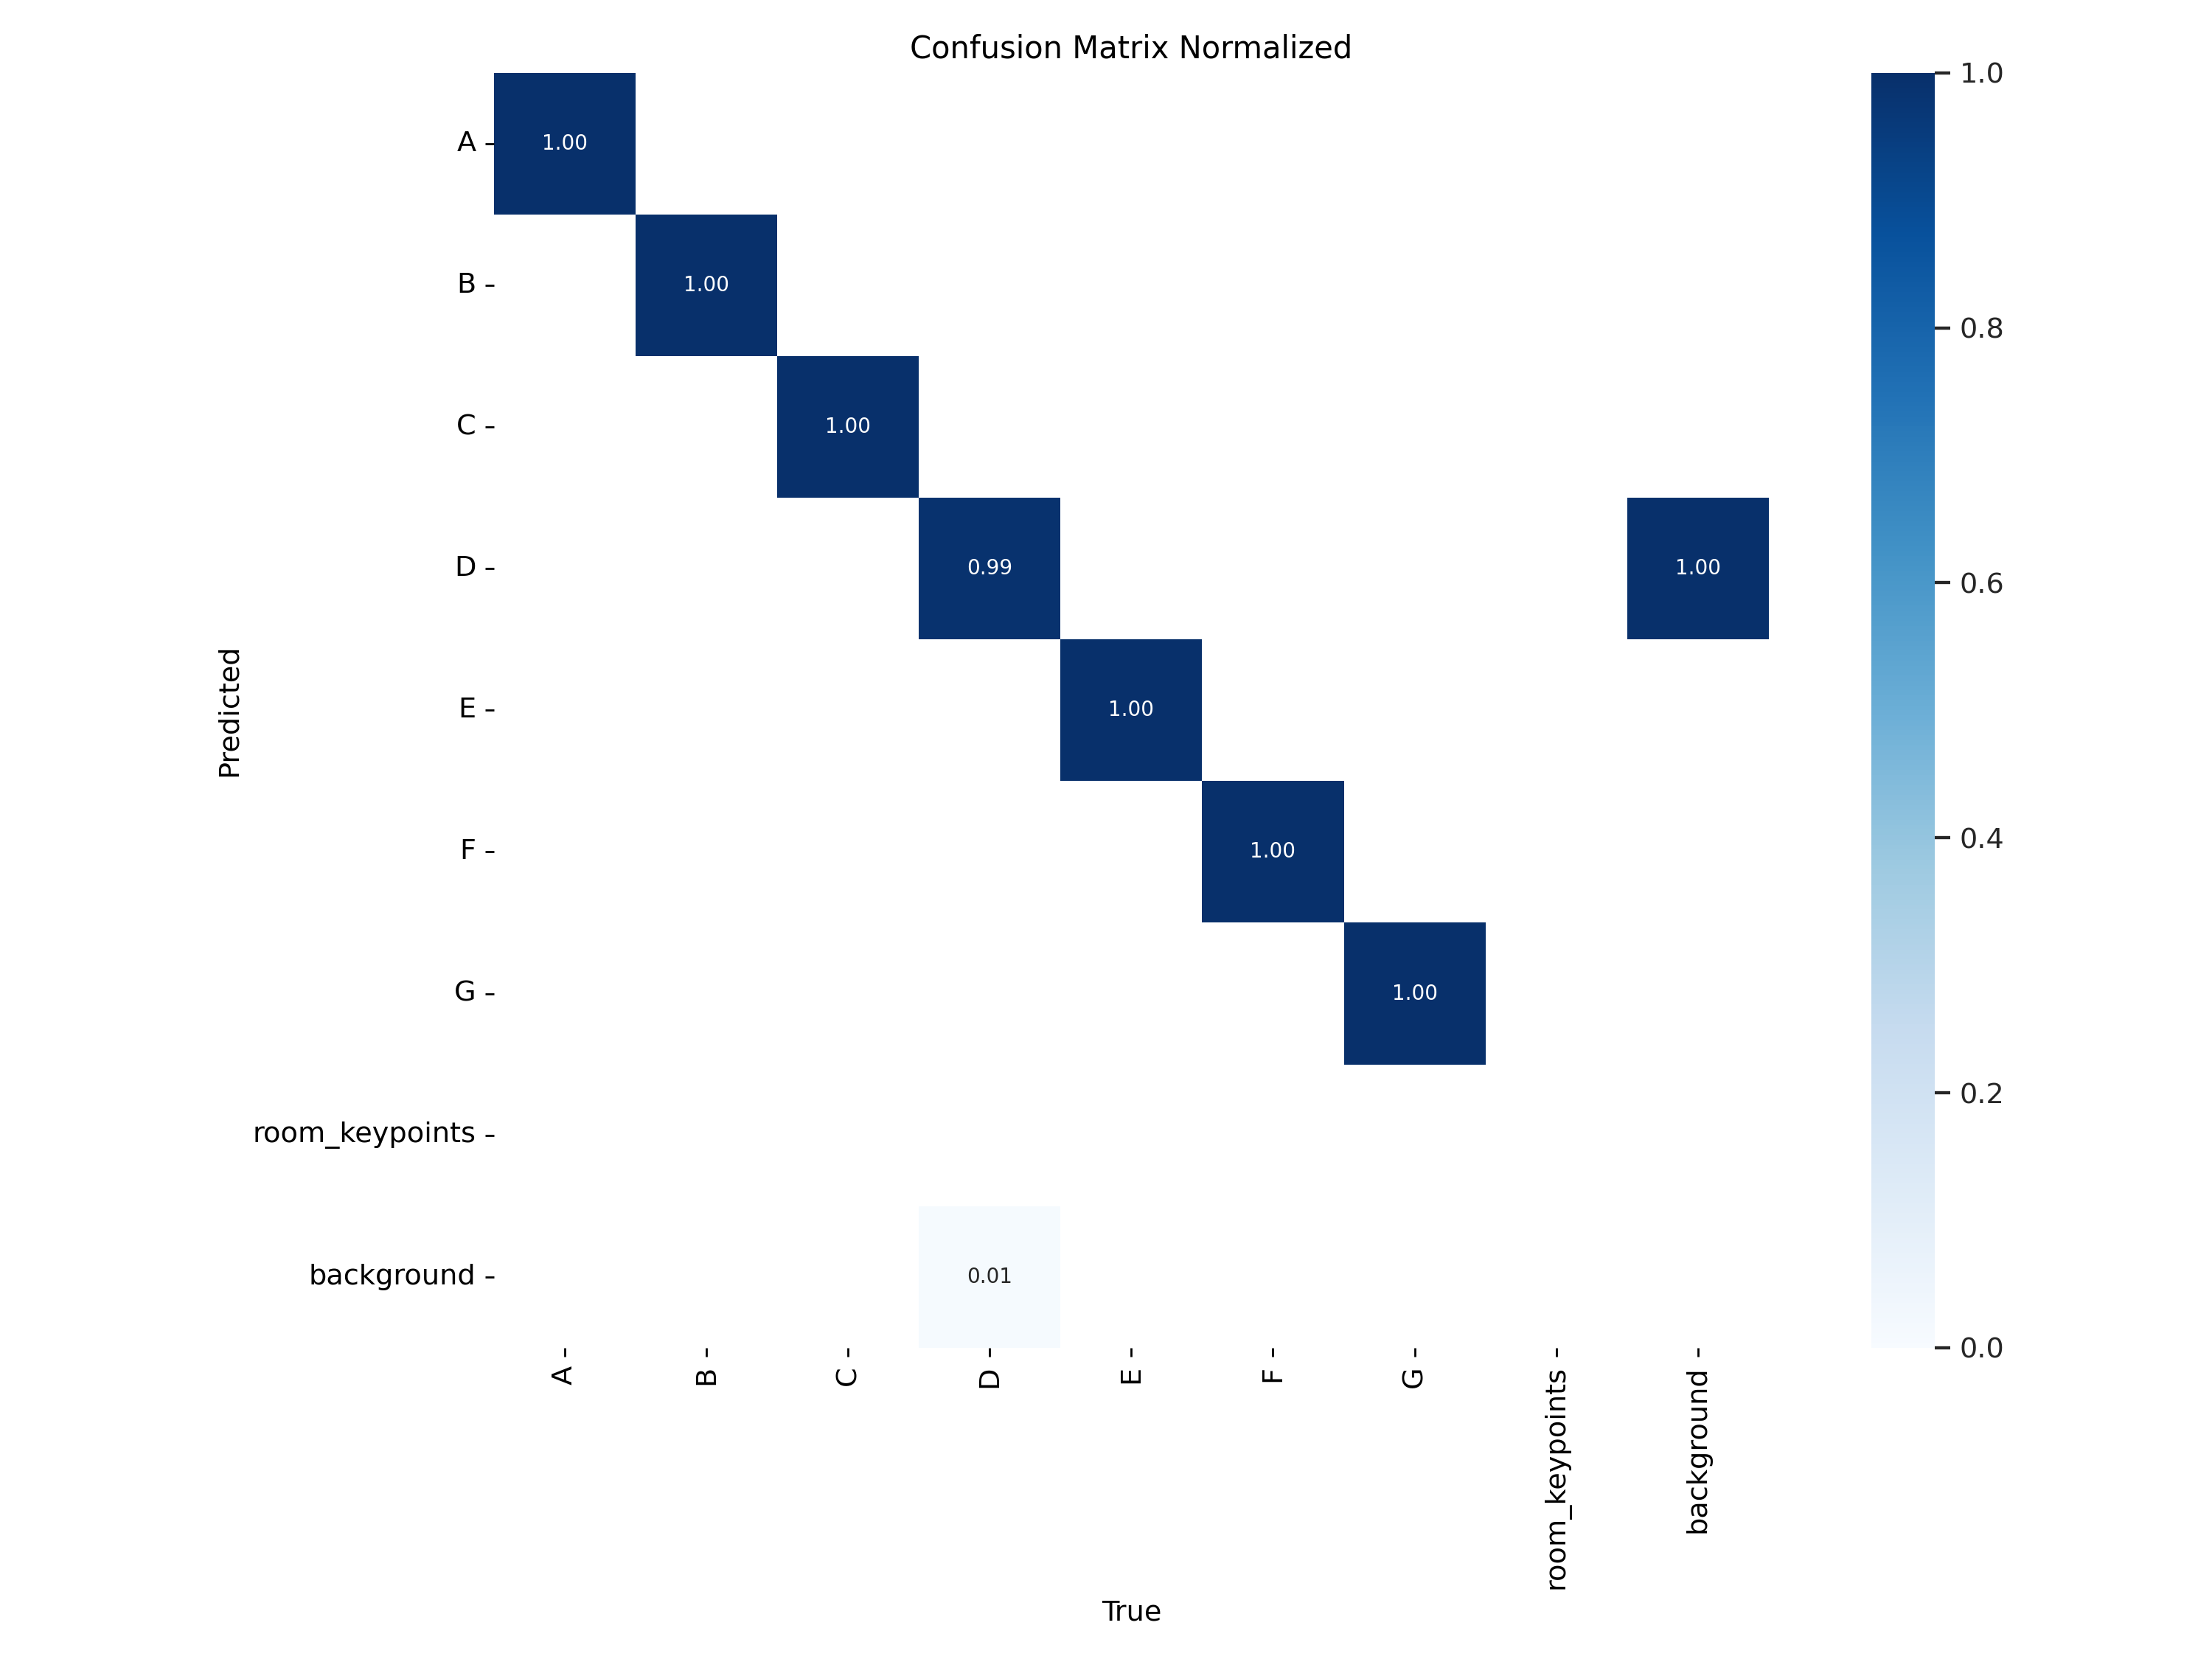 Confusion Matrix Normalized
A
1.00
B
1.00
C
1.00
D
0.99
1.00
E
1.00
F
1.00
G
1.00
room_keypoints
background
0.01
A
B
C
D
E
F
G
room_keypoints
background
Predicted
True
1.0
0.8
0.6
0.4
0.2
0.0